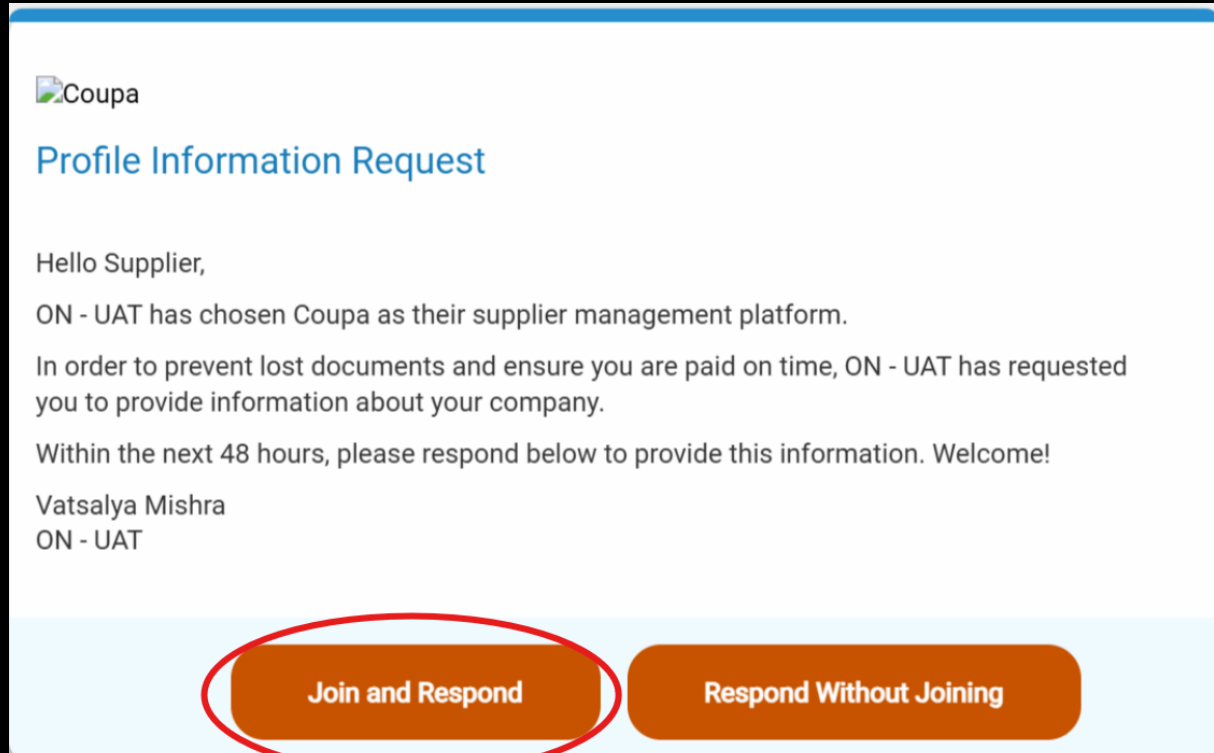 Coupa
Profile Information Request
Hello Supplier,
ON - UAT has chosen Coupa as their supplier management platform.
In order to prevent lost documents and ensure you are paid on time, ON - UAT has requested
you to provide information about your company.
Within the next 48 hours, please respond below to provide this information. Welcome!
Vatsalya Mishra
ON - UAT
Join and Respond
Respond Without Joining